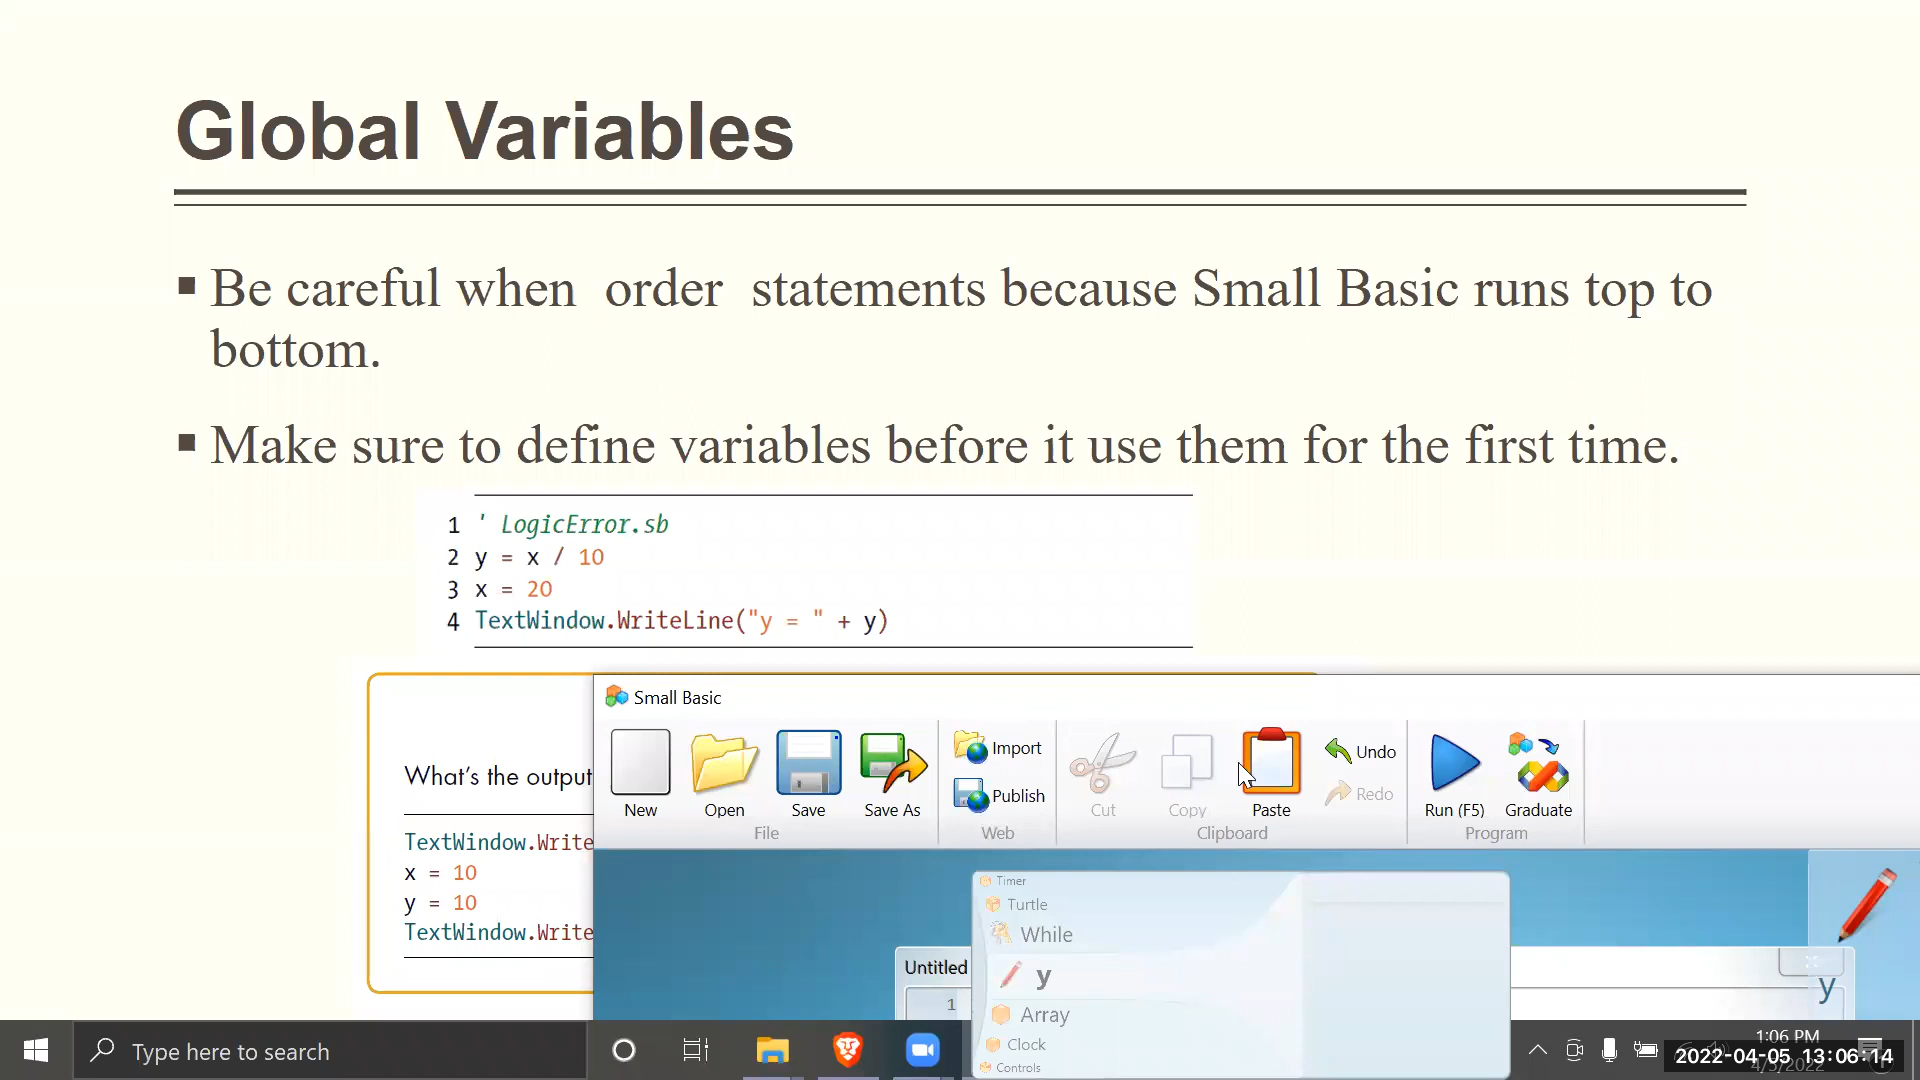 Global Variables
Be careful when  order  statements because Small Basic runs top to
bottom.
Make sure to define variables before it use them for the first time.
1 ' LogicError.sb
2 y = x / 10
3 x = 20
4 TextWindow.WriteLine("y = " + y)
What's the output
TextWindow.Write
x = 10
y = 10
TextWindow.Write
Small Basic
New
Open
Save
Save As
File
Import
Publish
Web
Cut
Copy
Paste
Undo
Redo
Clipboard
Run (F5)
Graduate
Program
Untitled
1
Timer
Turtle
While
y
Array
Clock
Controls
y
Type here to search
1:06 PM
2022-04-05 13:06:14